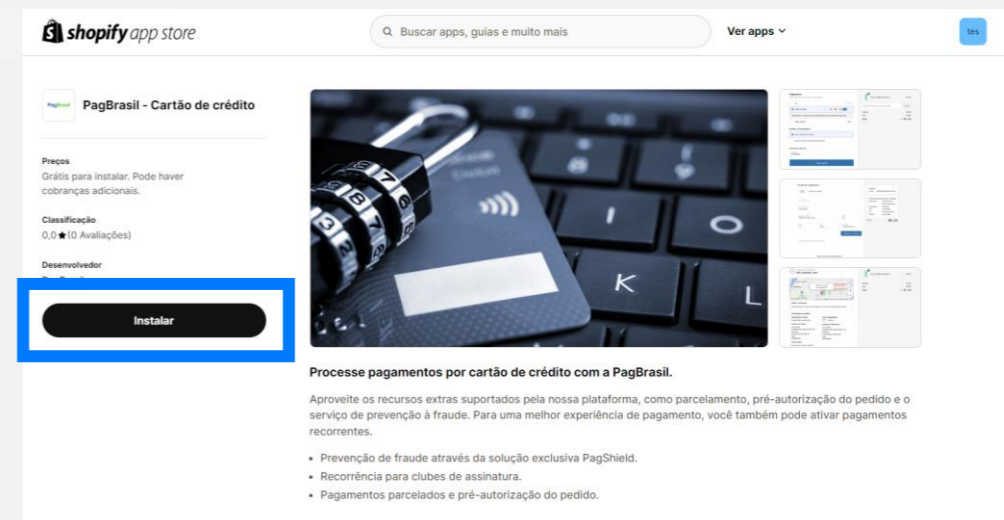 shopify app store
Buscar apps, guias e muito mais
Ver apps
tes
PagBrasil
PagBrasil - Cartão de crédito
Preços
Grátis para instalar. Pode haver
cobranças adicionais.
Classificação
0,0★(0 Avaliações)
Desenvolvedor
Instalar
K
L
Processe pagamentos por cartão de crédito com a PagBrasil.
Aproveite os recursos extras suportados pela nossa plataforma, como parcelamento, pré-autorização do pedido e o
serviço de prevenção à fraude. Para uma melhor experiência de pagamento, você também pode ativar pagamentos
recorrentes.
• Prevenção de fraude através da solução exclusiva PagShield.
• Recorrência para clubes de assinatura.
• Pagamentos parcelados e pré-autorização do pedido.